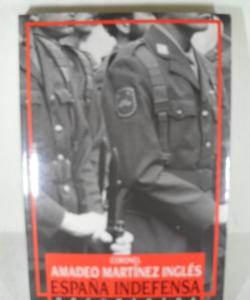 CORONEL
AMADEO MARTÍNEZ INGLÉS
ESPAÑA INDEFENSA